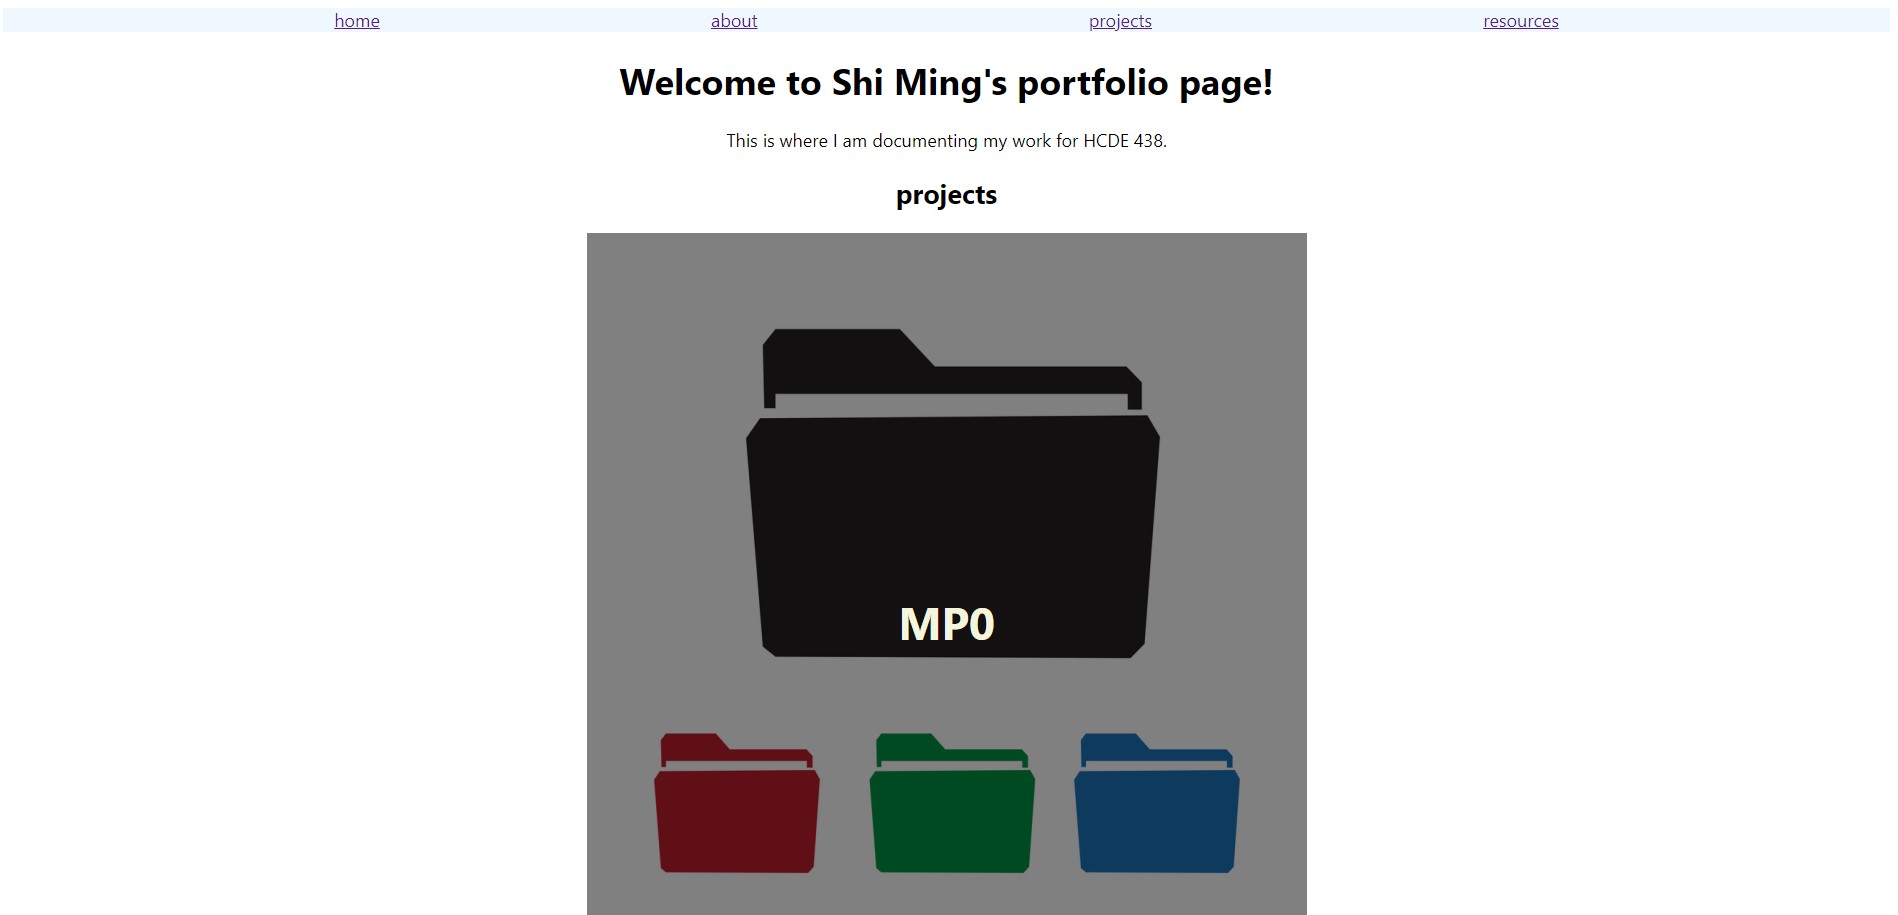 home about projects resources
Welcome to Shi Ming's portfolio page!
This is where I am documenting my work for HCDE 438.
projects
MP0